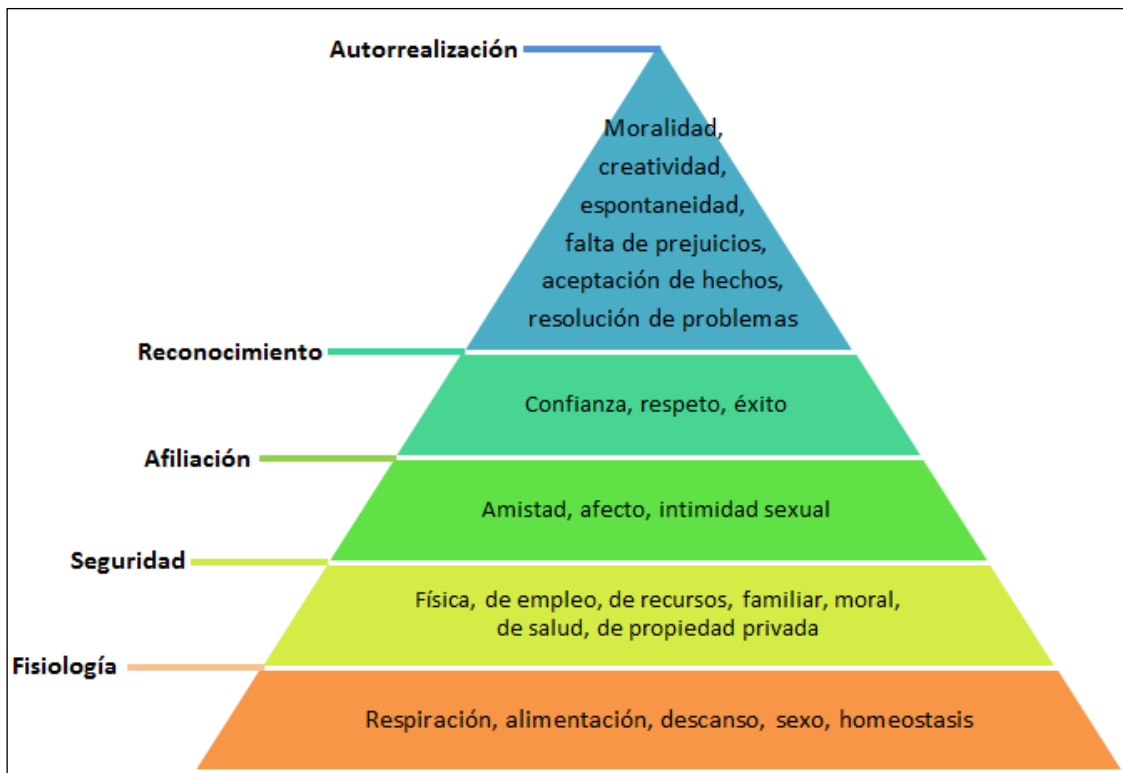 Autorrealización
Moralidad,
creatividad,
espontaneidad,
falta de prejuicios,
aceptación de hechos,
resolución de problemas
Reconocimiento
Confianza, respeto, éxito
Afiliación
Amistad, afecto, intimidad sexual
Seguridad
Física, de empleo, de recursos, familiar, moral,
de salud, de propiedad privada
Fisiología
Respiración, alimentación, descanso, sexo, homeostasis